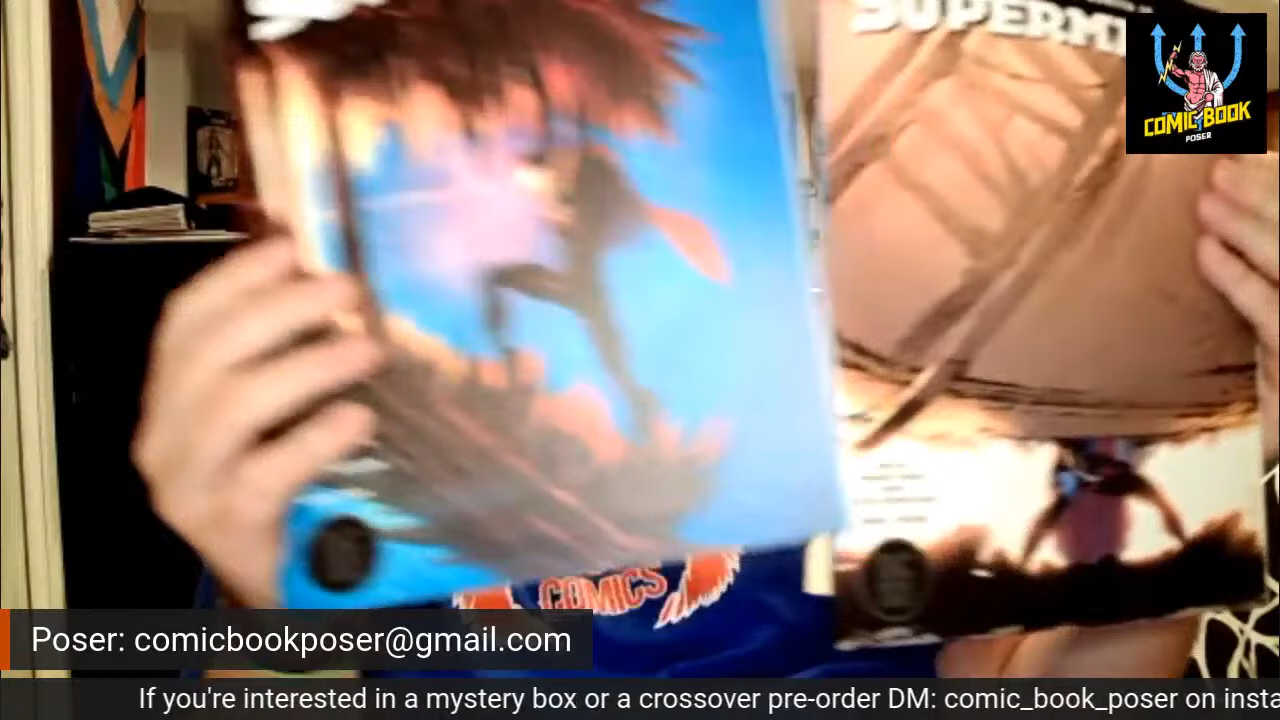 SUPERM
COMIC BOOK
POSER
COMICS
Poser: comicbookposer@gmail.com
If you're interested in a mystery box or a crossover pre-order DM: comic_book_poser on insta